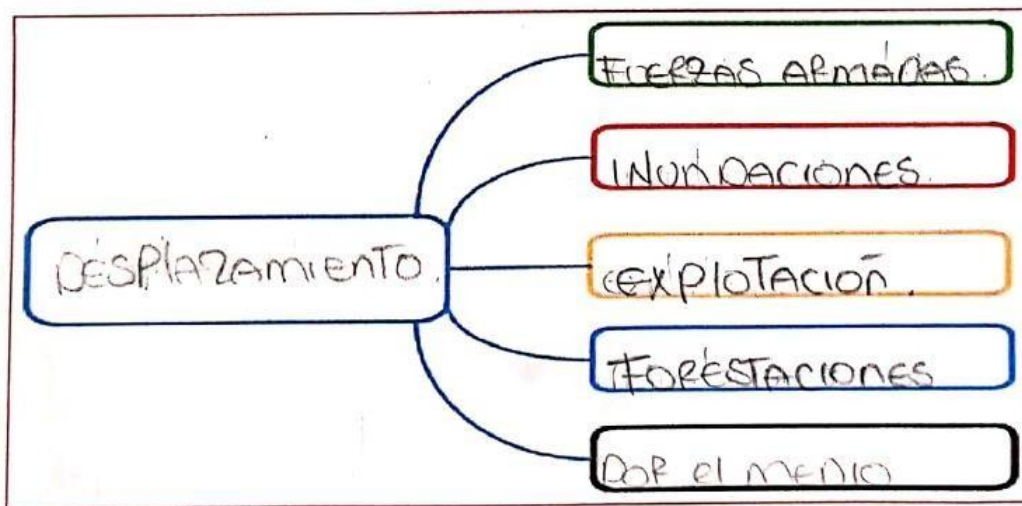 DESPlAZAMIENTO.
FUERZAS ARMADAS.
INUNDACIONES.
EXPlOTACIÓN.
FORESTACIONES
POR el MEDIO